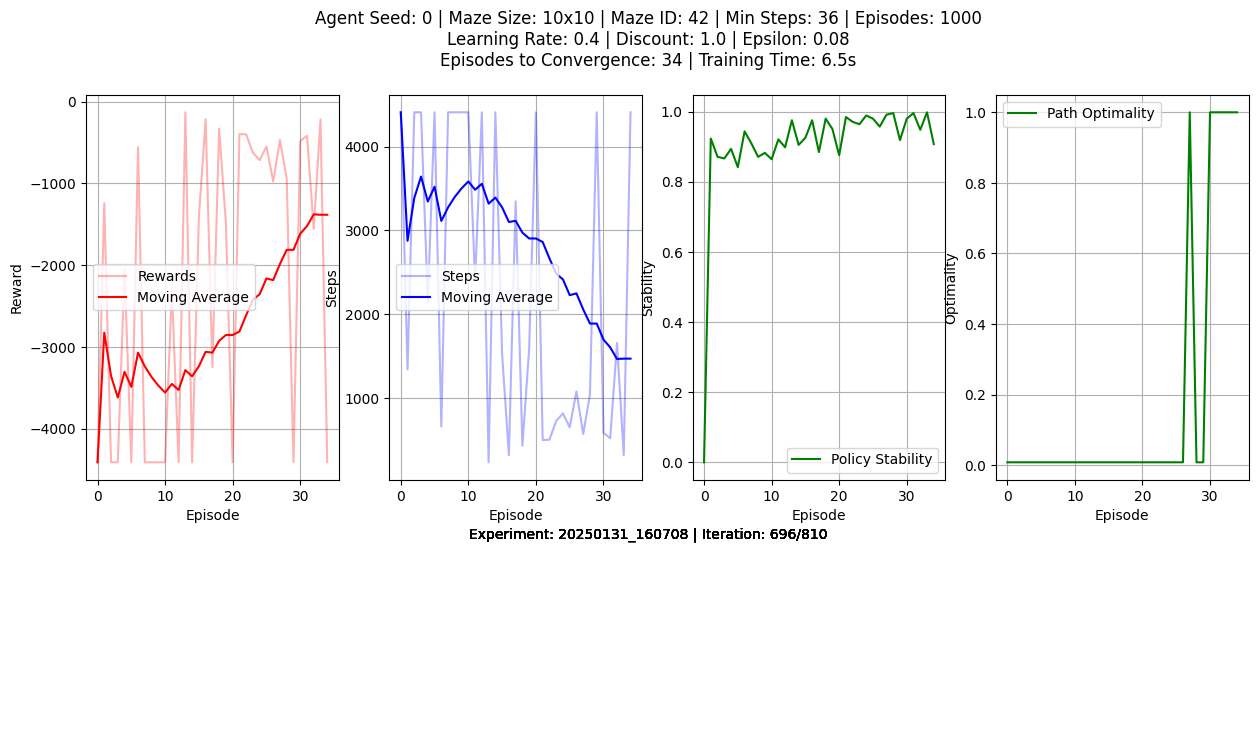 Agent Seed: 0 | Maze Size: 10x10 | Maze ID: 42 | Min Steps: 36 | Episodes: 1000
Learning Rate: 0.4 | Discount: 1.0 | Epsilon: 0.08
Episodes to Convergence: 34 | Training Time: 6.5s
Reward
0
−1000
−2000
−3000
−4000
Rewards
Moving Average
0 10 20 30
Episode
Steps
4000
3000
2000
1000
Steps
Moving Average
0 10 20 30
Episode
Stability
1.0
0.8
0.6
0.4
0.2
0.0
Policy Stability
0 10 20 30
Episode
Optimality
1.0
0.8
0.6
0.4
0.2
0.0
Path Optimality
0 10 20 30
Episode
Experiment: 20250131_160708 | Iteration: 696/810